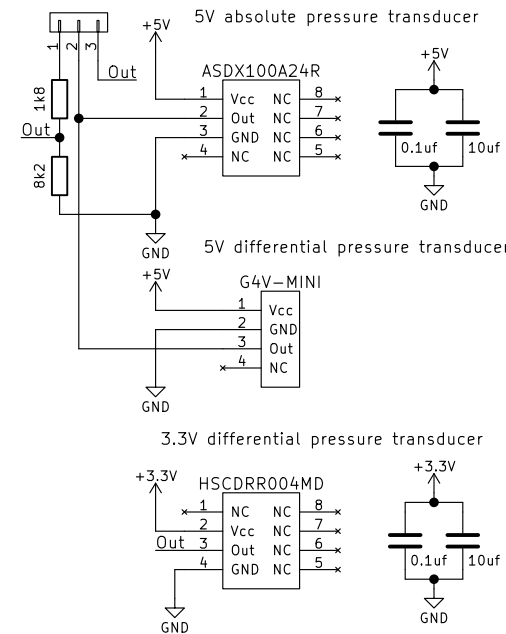 5V absolute pressure transducer
+5V
1 2 3
Out
ASDX100A24R
1 Vcc NC 8
2 Out NC 7
3 GND NC 6
4 NC NC 5
1k8
Out
8k2
GND
+5V
0.1uf 10uf
GND
5V differential pressure transducer
+5V
G4V-MINI
1 Vcc
2 GND
3 Out
4 NC
GND
3.3V differential pressure transducer
+3.3V
HSCDRR004MD
1 NC NC 8
2 Vcc NC 7
Out 3 Out NC 6
4 GND NC 5
GND
+3.3V
0.1uf 10uf
GND